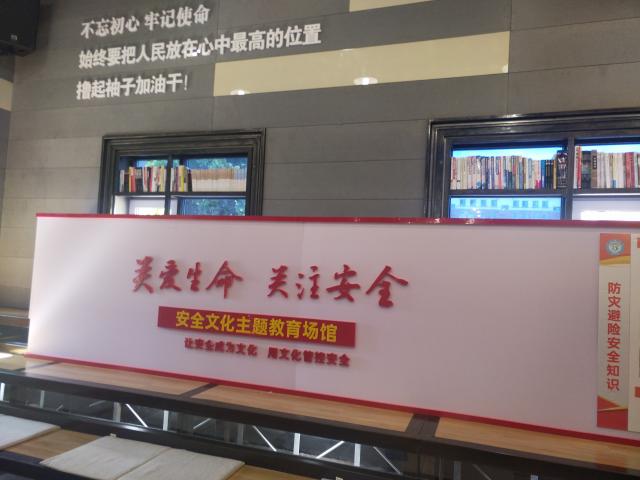 不忘初心 牢记使命
始终要把人民放在心中最高的位置
撸起袖子加油干!
关爱生命 关注安全
安全文化主题教育场馆
让安全成为文化 用文化管控安全
防灾避险安全知识